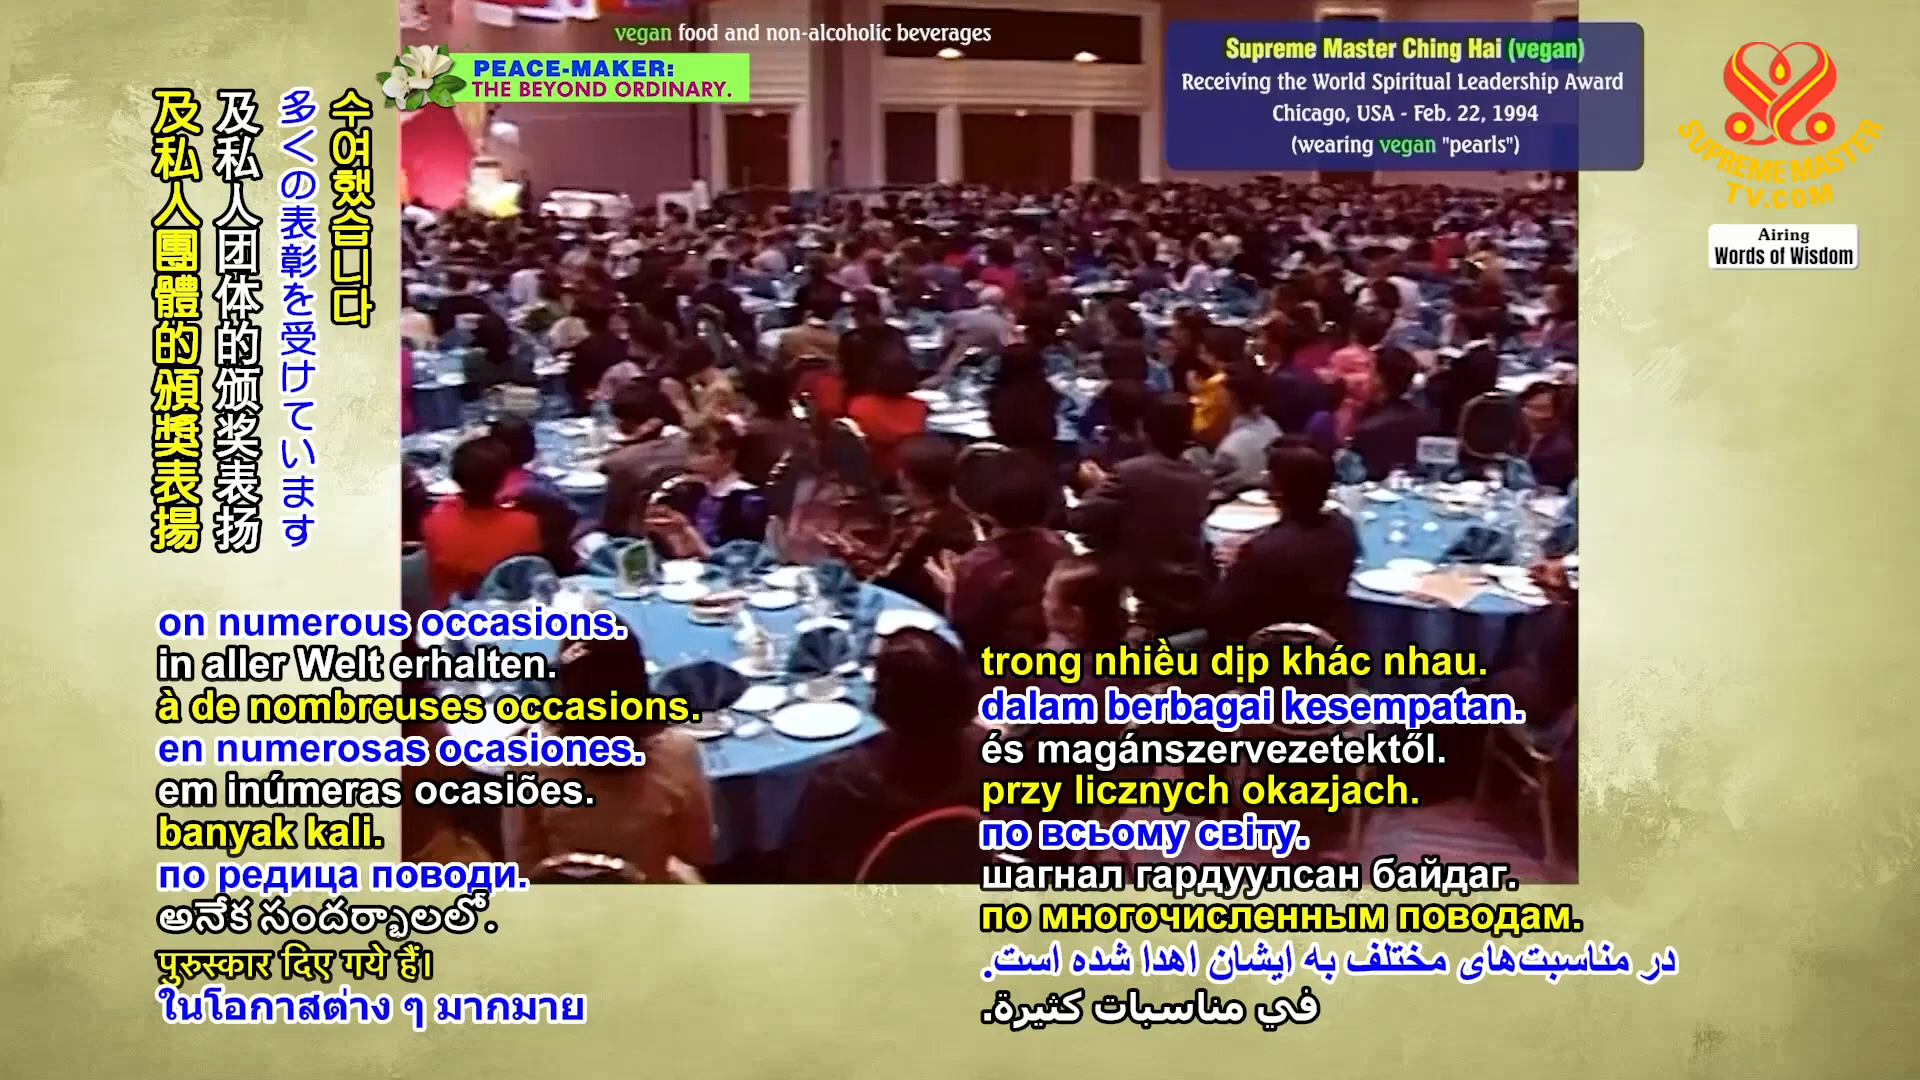 vegan food and non-alcoholic beverages
PEACE-MAKER:
THE BEYOND ORDINARY.
Supreme Master Ching Hai (vegan)
Receiving the World Spiritual Leadership Award
Chicago, USA - Feb. 22, 1994
(wearing vegan "pearls")
SUPREME MASTER
TV.COM
Airing
Words of Wisdom
수여했습니다
多くの表彰を受けています
及私人团体的颁奖表扬
及私人團體的頒獎表揚
on numerous occasions.
in aller Welt erhalten.
à de nombreuses occasions.
en numerosas ocasiones.
em inúmeras ocasiões.
banyak kali.
по редица поводи.
అనేక సందర్భాలలో.
पुरुस्कार दिए गये हैं।
ในโอกาสต่าง ๆ มากมาย
trong nhiều dịp khác nhau.
dalam berbagai kesempatan.
és magánszervezetektől.
przy licznych okazjach.
по всьому світу.
шагнал гардуулсан байдаг.
по многочисленным поводам.
در مناسبت‌های مختلف به ایشان اهدا شده است.
في مناسبات كثيرة.